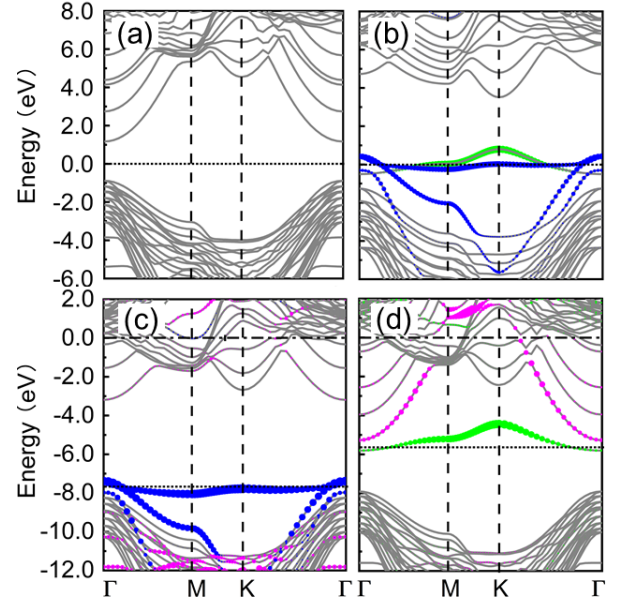 8.0
6.0
4.0
2.0
0.0
-2.0
-4.0
-6.0
Energy (eV)
(a)
(b)
2.0
0.0
-2.0
-4.0
-6.0
-8.0
-10.0
-12.0
Energy (eV)
(c)
(d)
Γ M K Γ M K Γ